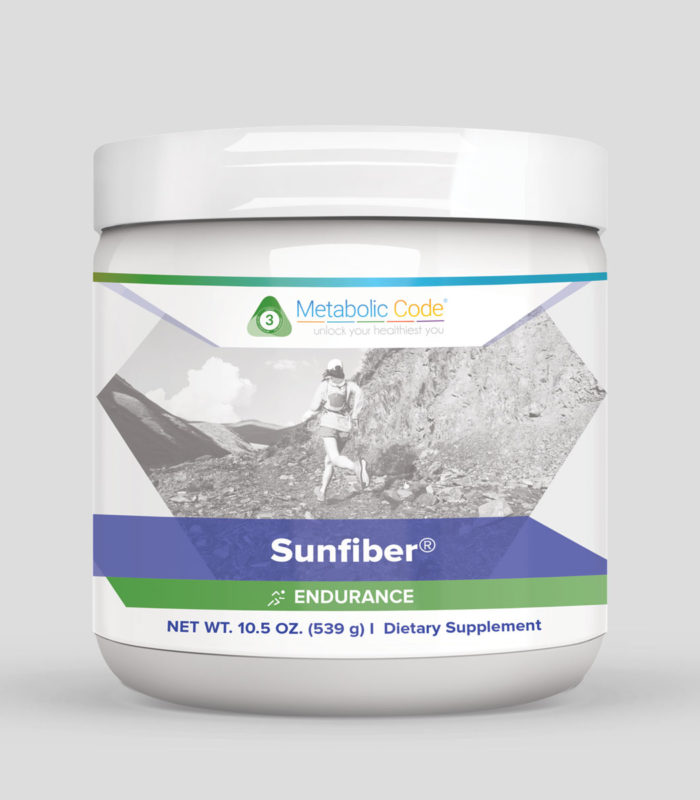 3
Metabolic Code®
unlock your healthiest you
Sunfiber®
ENDURANCE
NET WT. 10.5 OZ. (539 g) I Dietary Supplement